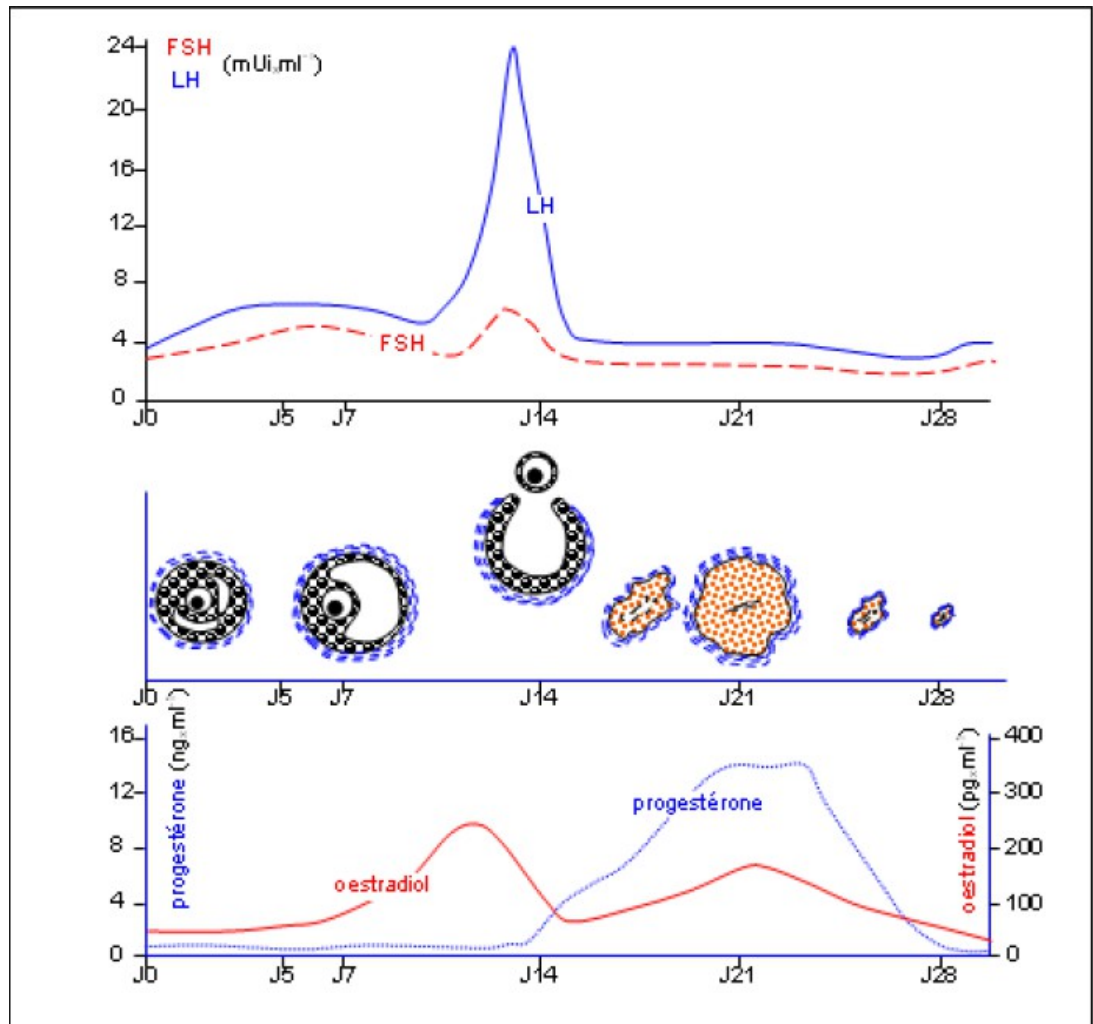 24
FSH
(mUi×ml⁻¹)
LH
20
16
12
LH
8
4
FSH
0
J0 J5 J7 J14 J21 J28
J0 J5 J7 J14 J21 J28
16
progestérone (ng×ml⁻¹)
400
oestradiol (pg×ml⁻¹)
12
progestérone
300
8
200
oestradiol
4
100
0
0
J0 J5 J7 J14 J21 J28